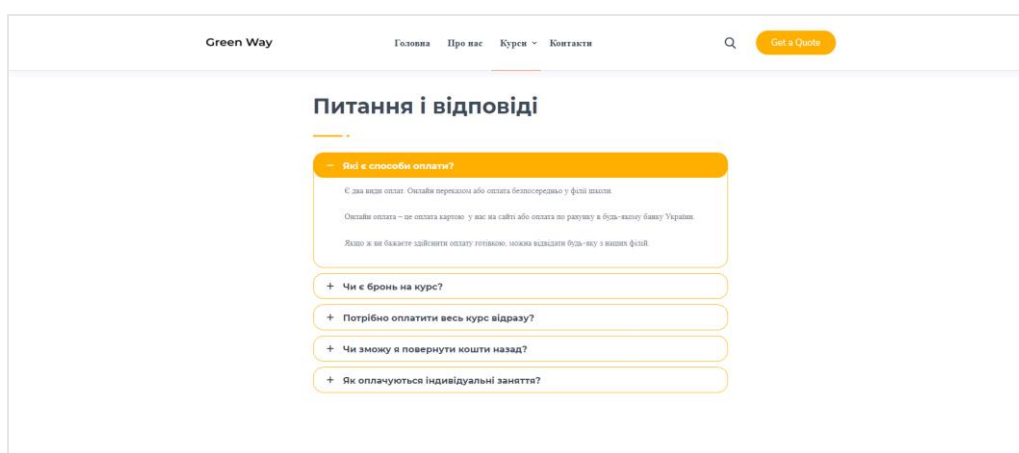 Green Way
Головна Про нас Курси Контакти
Get a Quote
Питання і відповіді
Які є способи оплати?
Є два види оплат. Онлайн переказом або оплата безпосередньо у філії школи.
Онлайн оплата – це оплата картою у нас на сайті або оплата по рахунку в будь-якому банку України.
Якщо ж ви бажаєте здійснити оплату готівкою, можна відвідати будь-яку з наших філій.
Чи є бронь на курс?
Потрібно оплатити весь курс відразу?
Чи зможу я повернути кошти назад?
Як оплачуються індивідуальні заняття?